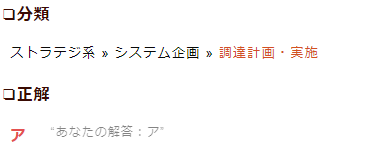 ❏分類
ストラテジ系 » システム企画 » 調達計画・実施
❏正解
ア “あなたの解答：ア”